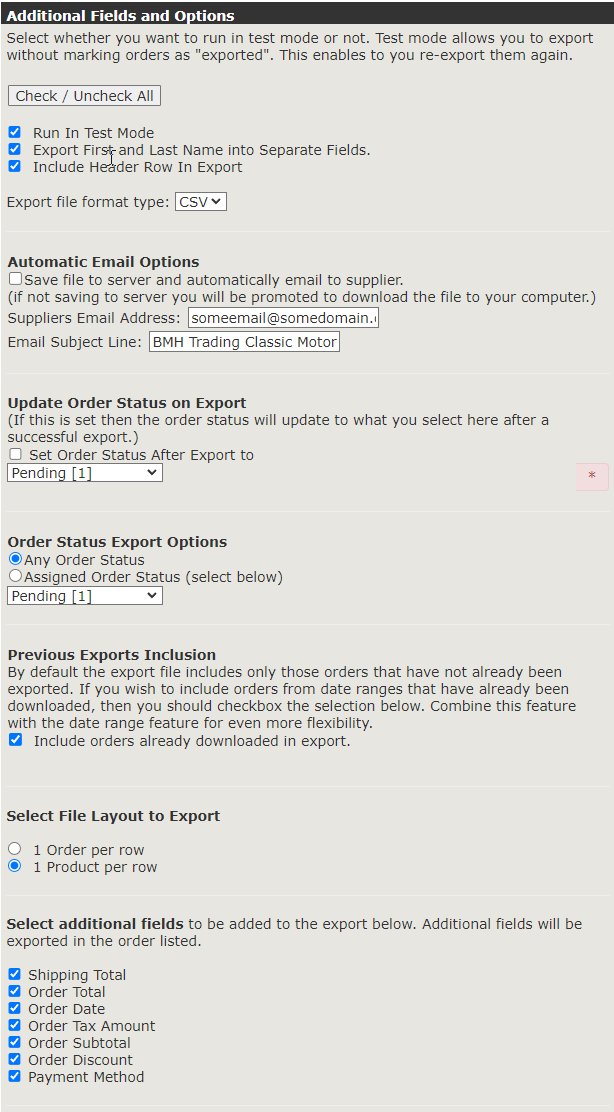 Additional Fields and Options
Select whether you want to run in test mode or not. Test mode allows you to export
without marking orders as "exported". This enables to you re-export them again.
Check / Uncheck All
Run In Test Mode
Export First and Last Name into Separate Fields.
Include Header Row In Export
Export file format type: CSV
Automatic Email Options
Save file to server and automatically email to supplier.
(if not saving to server you will be promoted to download the file to your computer.)
Suppliers Email Address: someemail@somedomain.
Email Subject Line: BMH Trading Classic Motor
Update Order Status on Export
(If this is set then the order status will update to what you select here after a
successful export.)
Set Order Status After Export to
Pending [1]
*
Order Status Export Options
Any Order Status
Assigned Order Status (select below)
Pending [1]
Previous Exports Inclusion
By default the export file includes only those orders that have not already been
exported. If you wish to include orders from date ranges that have already been
downloaded, then you should checkbox the selection below. Combine this feature
with the date range feature for even more flexibility.
Include orders already downloaded in export.
Select File Layout to Export
1 Order per row
1 Product per row
Select additional fields to be added to the export below. Additional fields will be
exported in the order listed.
Shipping Total
Order Total
Order Date
Order Tax Amount
Order Subtotal
Order Discount
Payment Method